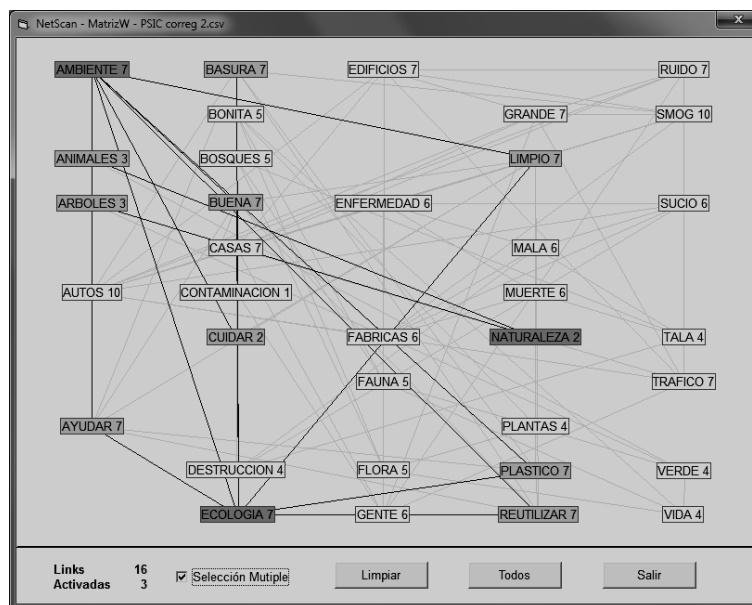 NetScan - MatrizW - PSIC correg 2.csv
x
AMBIENTE 7 BASURA 7 EDIFICIOS 7 RUIDO 7
BONITA 5 GRANDE 7 SMOG 10
ANIMALES 3 BOSQUES 5 LIMPIO 7
ARBOLES 3 BUENA 7 ENFERMEDAD 6 SUCIO 6
CASAS 7 MALA 6
AUTOS 10 CONTAMINACION 1 MUERTE 6
CUIDAR 2 FABRICAS 6 NATURALEZA 2 TALA 4
FAUNA 5 TRAFICO 7
AYUDAR 7 PLANTAS 4
DESTRUCCION 4 FLORA 5 PLASTICO 7 VERDE 4
ECOLOGIA 7 GENTE 6 REUTILIZAR 7 VIDA 4
Links 16 Selección Mutiple Limpiar Todos Salir
Activadas 3